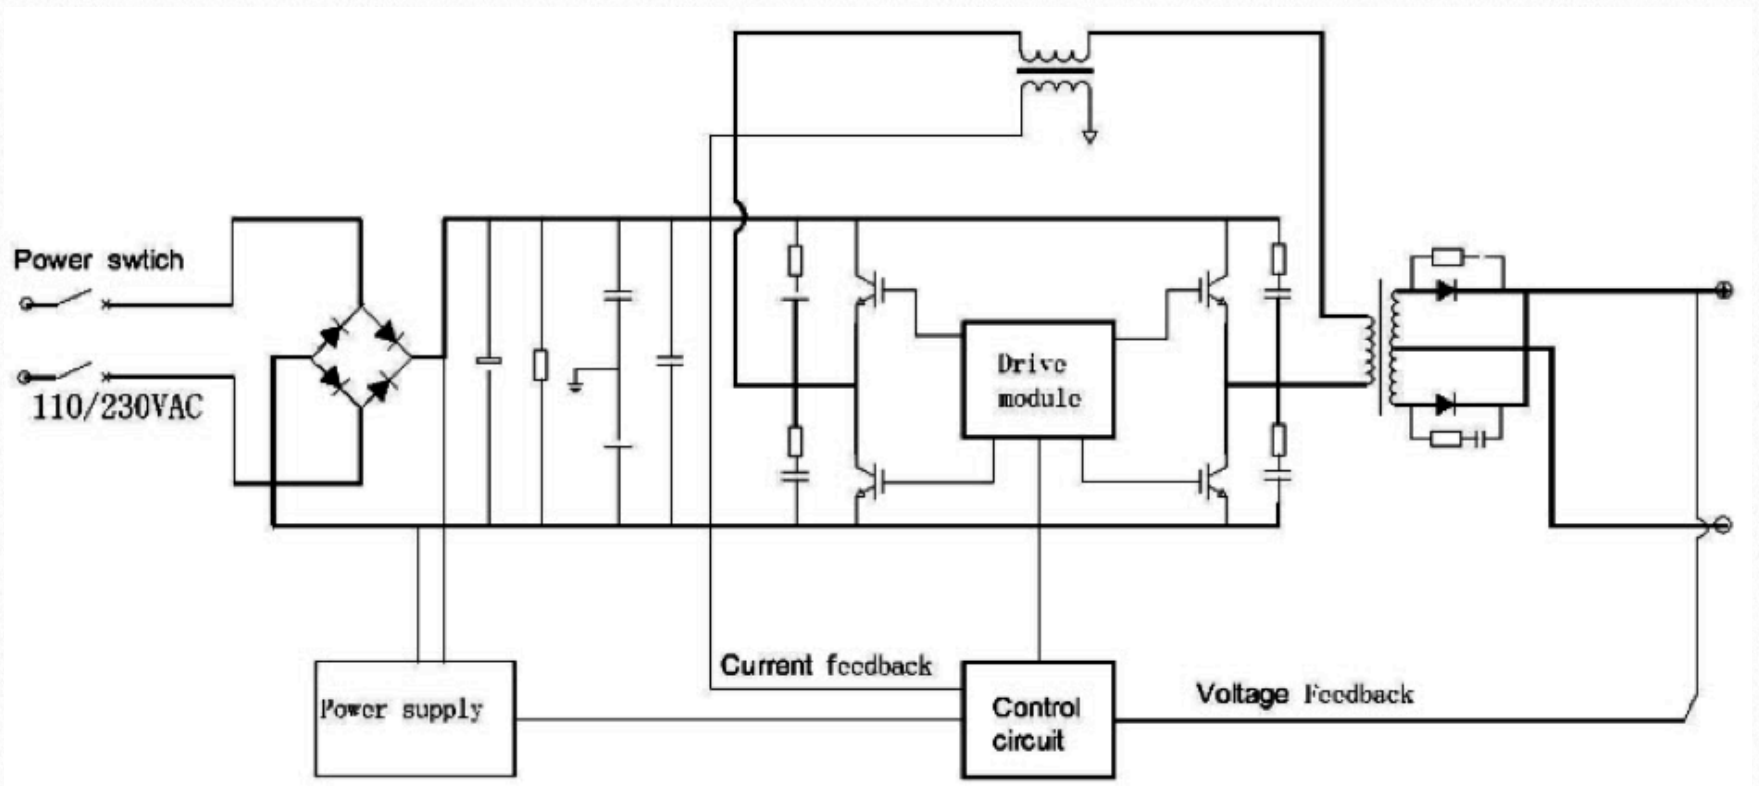 Power swtich
110/230VAC
Drive
module
Current feedback
Power supply
Control
circuit
Voltage Feedback